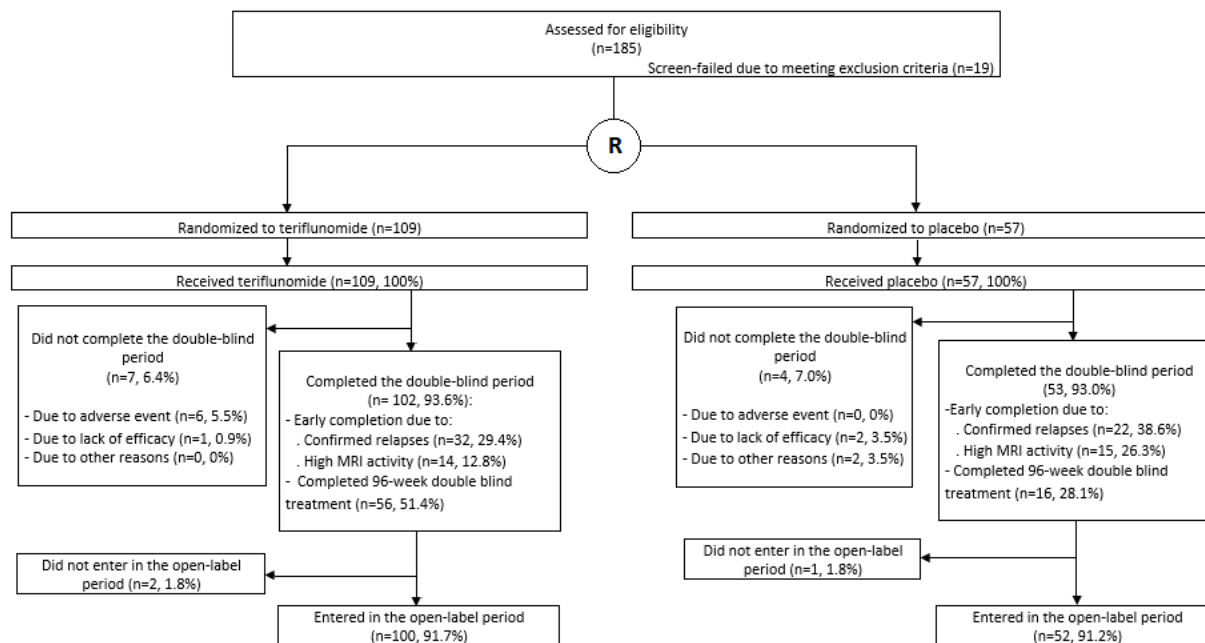 Assessed for eligibility
(n=185)
Screen-failed due to meeting exclusion criteria (n=19)
R
Randomized to teriflunomide (n=109)
Received teriflunomide (n=109, 100%)
Did not complete the double-blind
period
(n=7, 6.4%)
- Due to adverse event (n=6, 5.5%)
- Due to lack of efficacy (n=1, 0.9%)
- Due to other reasons (n=0, 0%)
Completed the double-blind period
(n= 102, 93.6%):
- Early completion due to:
. Confirmed relapses (n=32, 29.4%)
. High MRI activity (n=14, 12.8%)
- Completed 96-week double blind
treatment (n=56, 51.4%)
Did not enter in the open-label
period (n=2, 1.8%)
Entered in the open-label period
(n=100, 91.7%)
Randomized to placebo (n=57)
Received placebo (n=57, 100%)
Did not complete the double-blind
period
(n=4, 7.0%)
- Due to adverse event (n=0, 0%)
- Due to lack of efficacy (n=2, 3.5%)
- Due to other reasons (n=2, 3.5%)
Completed the double-blind period
(53, 93.0%)
-Early completion due to:
. Confirmed relapses (n=22, 38.6%)
. High MRI activity (n=15, 26.3%)
- Completed 96-week double blind
treatment (n=16, 28.1%)
Did not enter in the open-label
period (n=1, 1.8%)
Entered in the open-label period
(n=52, 91.2%)